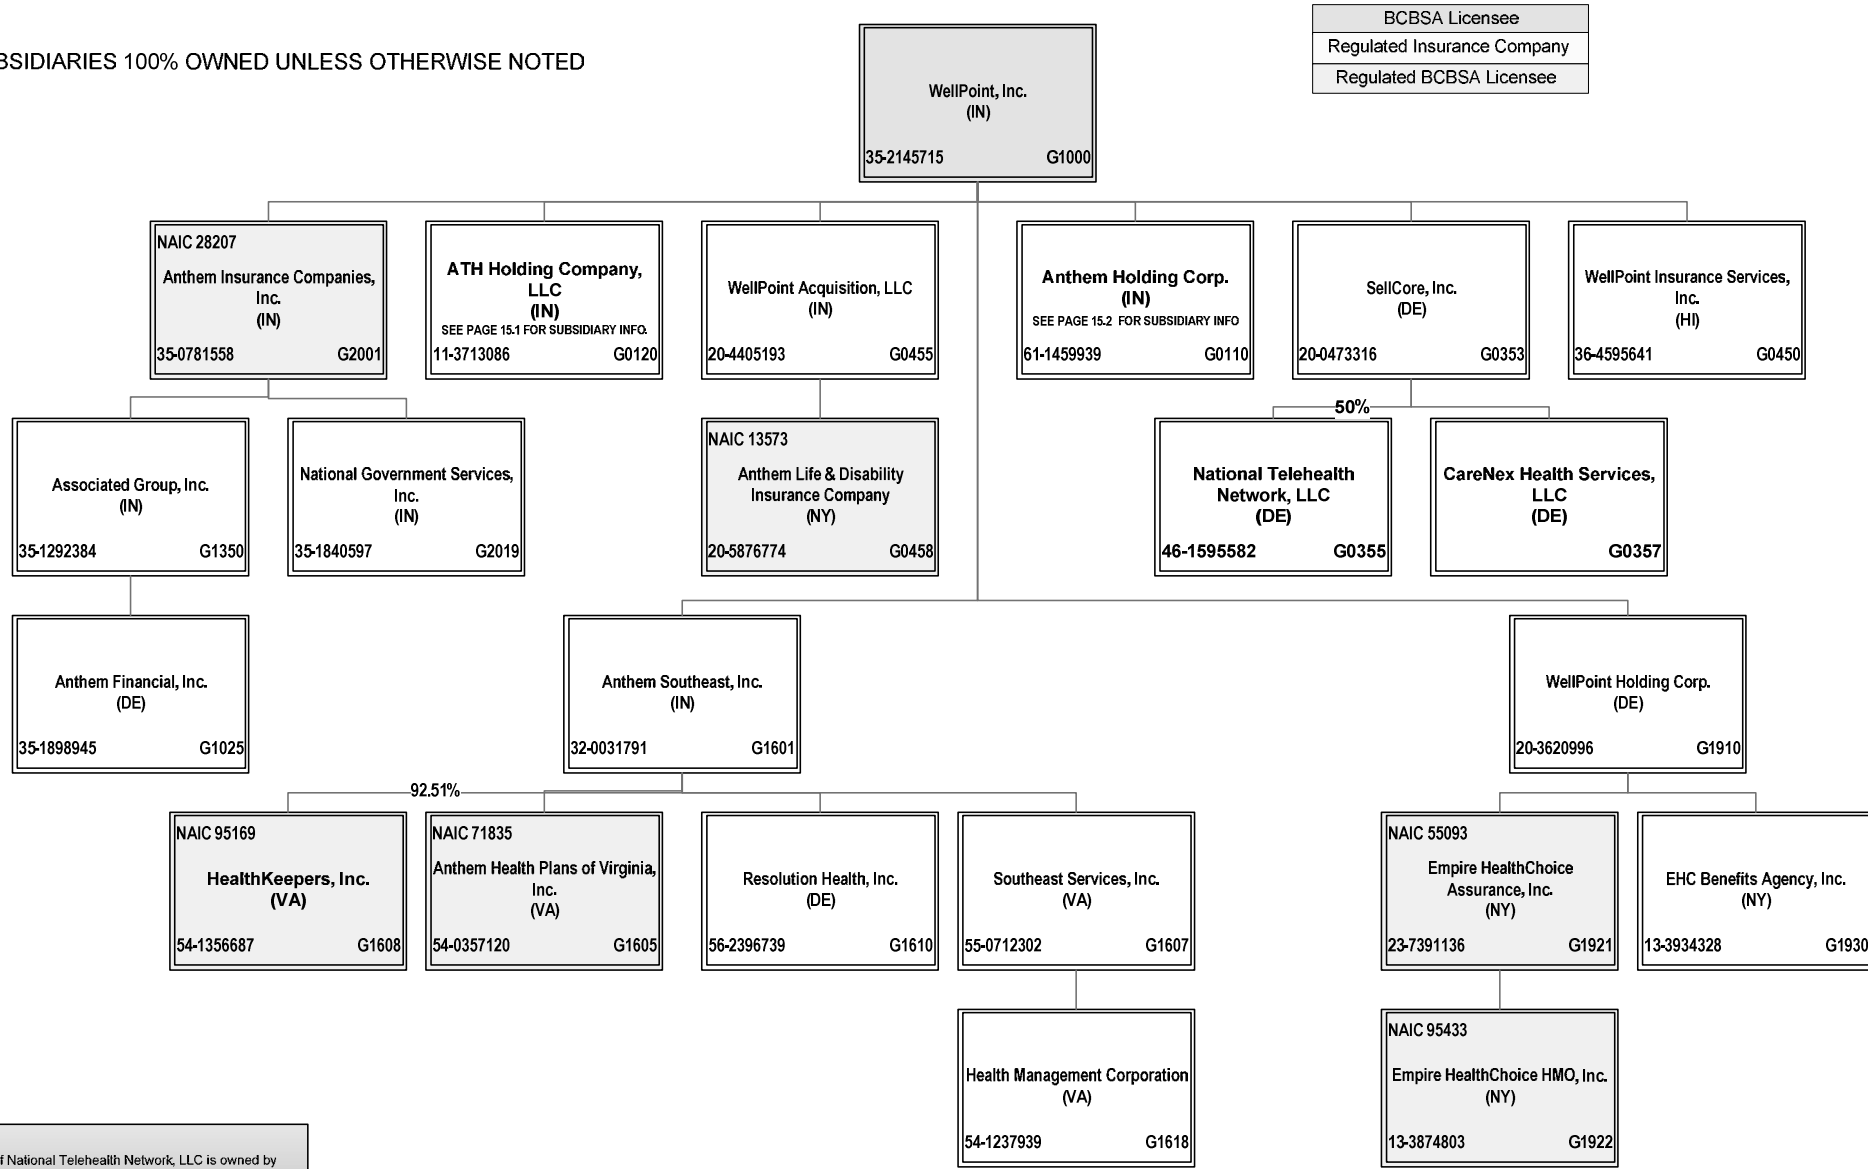 BSIDIARIES 100% OWNED UNLESS OTHERWISE NOTED
BCBSA Licensee
Regulated Insurance Company
Regulated BCBSA Licensee
WellPoint, Inc.
(IN)
35-2145715 G1000
NAIC 28207
Anthem Insurance Companies,
Inc.
(IN)
35-0781558 G2001
ATH Holding Company,
LLC
(IN)
SEE PAGE 15.1 FOR SUBSIDIARY INFO.
11-3713086 G0120
WellPoint Acquisition, LLC
(IN)
20-4405193 G0455
Anthem Holding Corp.
(IN)
SEE PAGE 15.2 FOR SUBSIDIARY INFO
61-1459939 G0110
SellCore, Inc.
(DE)
20-0473316 G0353
WellPoint Insurance Services,
Inc.
(HI)
36-4595641 G0450
50%
Associated Group, Inc.
(IN)
35-1292384 G1350
National Government Services,
Inc.
(IN)
35-1840597 G2019
NAIC 13573
Anthem Life & Disability
Insurance Company
(NY)
20-5876774 G0458
National Telehealth
Network, LLC
(DE)
46-1595582 G0355
CareNex Health Services,
LLC
(DE)
G0357
Anthem Financial, Inc.
(DE)
35-1898945 G1025
Anthem Southeast, Inc.
(IN)
32-0031791 G1601
WellPoint Holding Corp.
(DE)
20-3620996 G1910
92.51%
NAIC 95169
HealthKeepers, Inc.
(VA)
54-1356687 G1608
NAIC 71835
Anthem Health Plans of Virginia,
Inc.
(VA)
54-0357120 G1605
Resolution Health, Inc.
(DE)
56-2396739 G1610
Southeast Services, Inc.
(VA)
55-0712302 G1607
NAIC 55093
Empire HealthChoice
Assurance, Inc.
(NY)
23-7391136 G1921
EHC Benefits Agency, Inc.
(NY)
13-3934328 G1930
Health Management Corporation
(VA)
54-1237939 G1618
NAIC 95433
Empire HealthChoice HMO, Inc.
(NY)
13-3874803 G1922
f National Telehealth Network, LLC is owned by